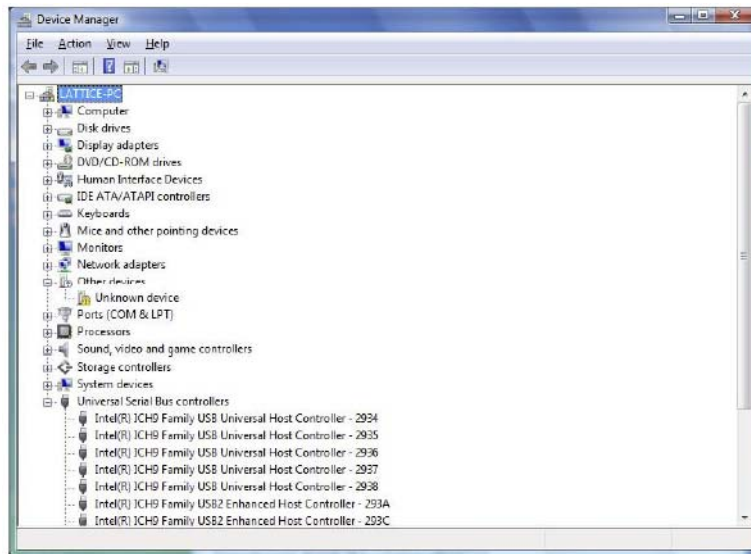 Device Manager
File Action View Help
LATTICE-PC
Computer
Disk drives
Display adapters
DVD/CD-ROM drives
Human Interface Devices
IDE ATA/ATAPI controllers
Keyboards
Mice and other pointing devices
Monitors
Network adapters
Other devices
Unknown device
Ports (COM & LPT)
Processors
Sound, video and game controllers
Storage controllers
System devices
Universal Serial Bus controllers
Intel(R) ICH9 Family USB Universal Host Controller - 2934
Intel(R) ICH9 Family USB Universal Host Controller - 2935
Intel(R) ICH9 Family USB Universal Host Controller - 2936
Intel(R) ICH9 Family USB Universal Host Controller - 2937
Intel(R) ICH9 Family USB Universal Host Controller - 2938
Intel(R) ICH9 Family USB2 Enhanced Host Controller - 293A
Intel(R) ICH9 Family USB2 Enhanced Host Controller - 293C